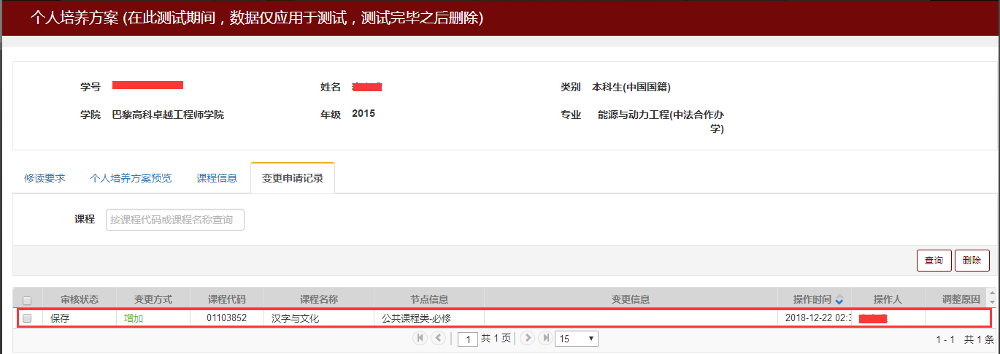 个人培养方案 (在此测试期间，数据仅应用于测试，测试完毕之后删除)
学号 姓名 类别 本科生(中国国籍)
学院 巴黎高科卓越工程师学院 年级 2015 专业 能源与动力工程(中法合作办
学)
修读要求 个人培养方案预览 课程信息 变更申请记录
课程 按课程代码或课程名称查询
查询 删除
审核状态 变更方式 课程代码 课程名称 节点信息 变更信息 操作时间 操作人 调整原因
保存 增加 01103852 汉字与文化 公共课程类-必修 2018-12-22 02:3
1 共 1 页 15 1 - 1 共 1 条